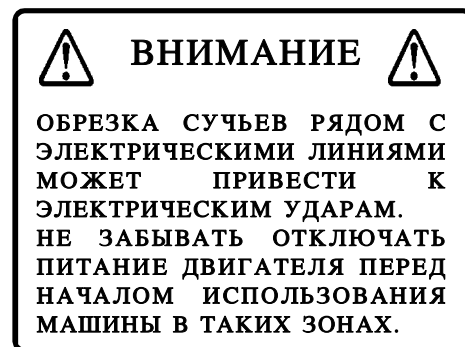 ВНИМАНИЕ
ОБРЕЗКА СУЧЬЕВ РЯДОМ С
ЭЛЕКТРИЧЕСКИМИ ЛИНИЯМИ
МОЖЕТ ПРИВЕСТИ К
ЭЛЕКТРИЧЕСКИМ УДАРАМ.
НЕ ЗАБЫВАТЬ ОТКЛЮЧАТЬ
ПИТАНИЕ ДВИГАТЕЛЯ ПЕРЕД
НАЧАЛОМ ИСПОЛЬЗОВАНИЯ
МАШИНЫ В ТАКИХ ЗОНАХ.